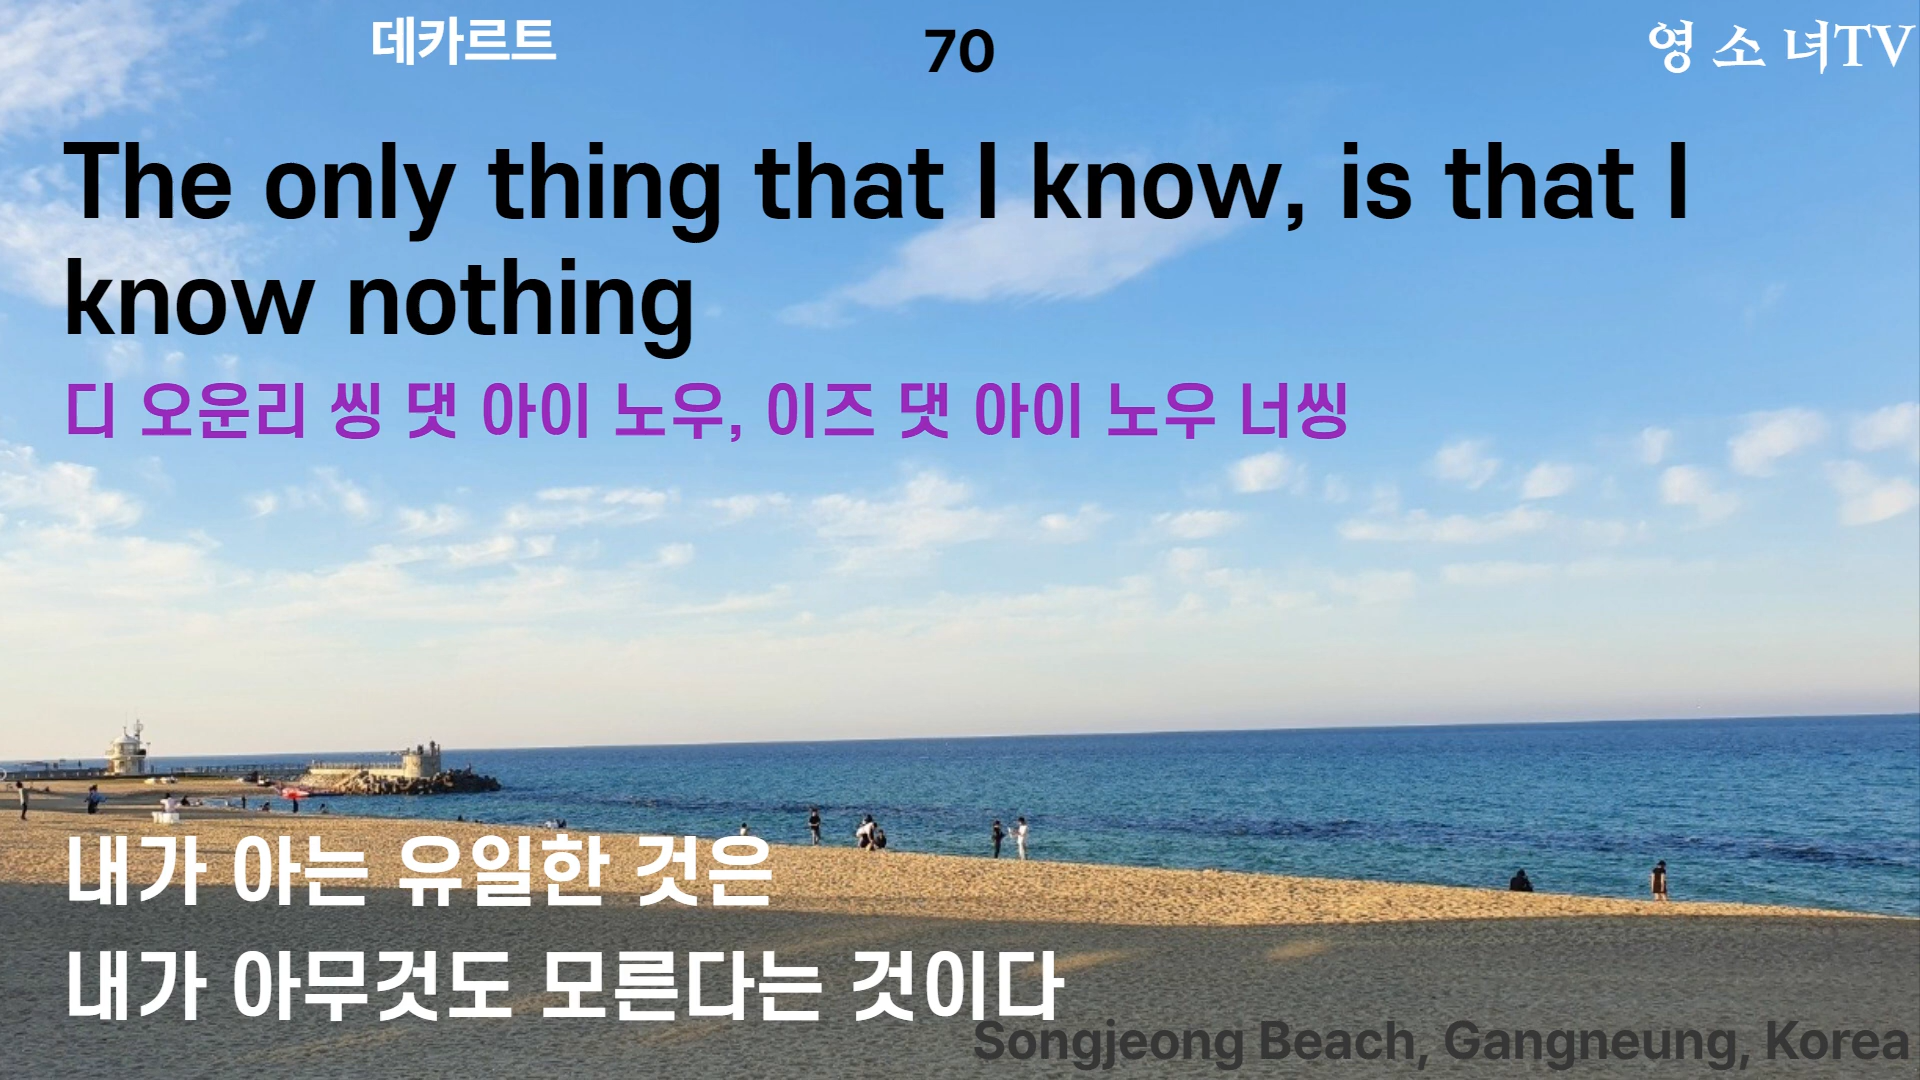 데카르트
70
영 소 녀TV
The only thing that I know, is that I
know nothing
디 오운리 씽 댓 아이 노우, 이즈 댓 아이 노우 너씽
내가 아는 유일한 것은
내가 아무것도 모른다는 것이다
Songjeong Beach, Gangneung, Korea